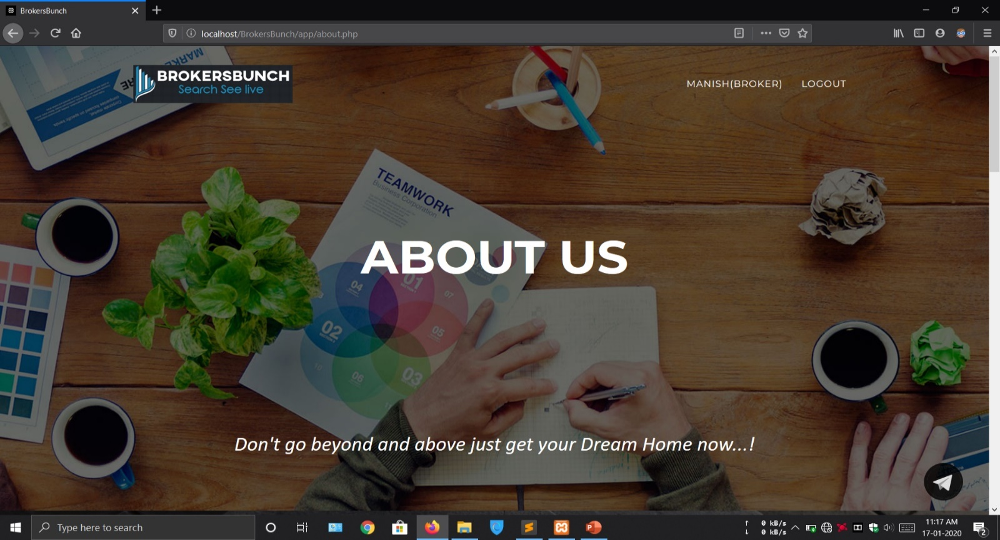 BrokersBunch
localhost/BrokersBunch/app/about.php
BROKERSBUNCH
Search See live
MANISH(BROKER) LOGOUT
TEAMWORK
Business Corporation
ABOUT US
04
01
07
02
05
10
06
03
Don't go beyond and above just get your Dream Home now...!
Type here to search
0 kB/s
0 kB/s
11:17 AM
17-01-2020
2